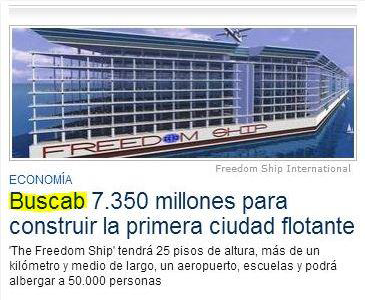 FREEDOM SHIP
Freedom Ship International
ECONOMÍA
Buscab 7.350 millones para
construir la primera ciudad flotante
'The Freedom Ship' tendrá 25 pisos de altura, más de un
kilómetro y medio de largo, un aeropuerto, escuelas y podrá
albergar a 50.000 personas